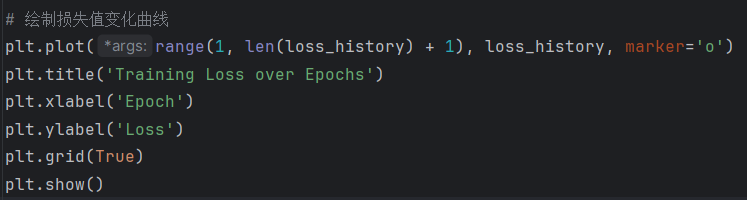 # 绘制损失值变化曲线
plt.plot( *args: range(1, len(loss_history) + 1), loss_history, marker='o')
plt.title('Training Loss over Epochs')
plt.xlabel('Epoch')
plt.ylabel('Loss')
plt.grid(True)
plt.show()